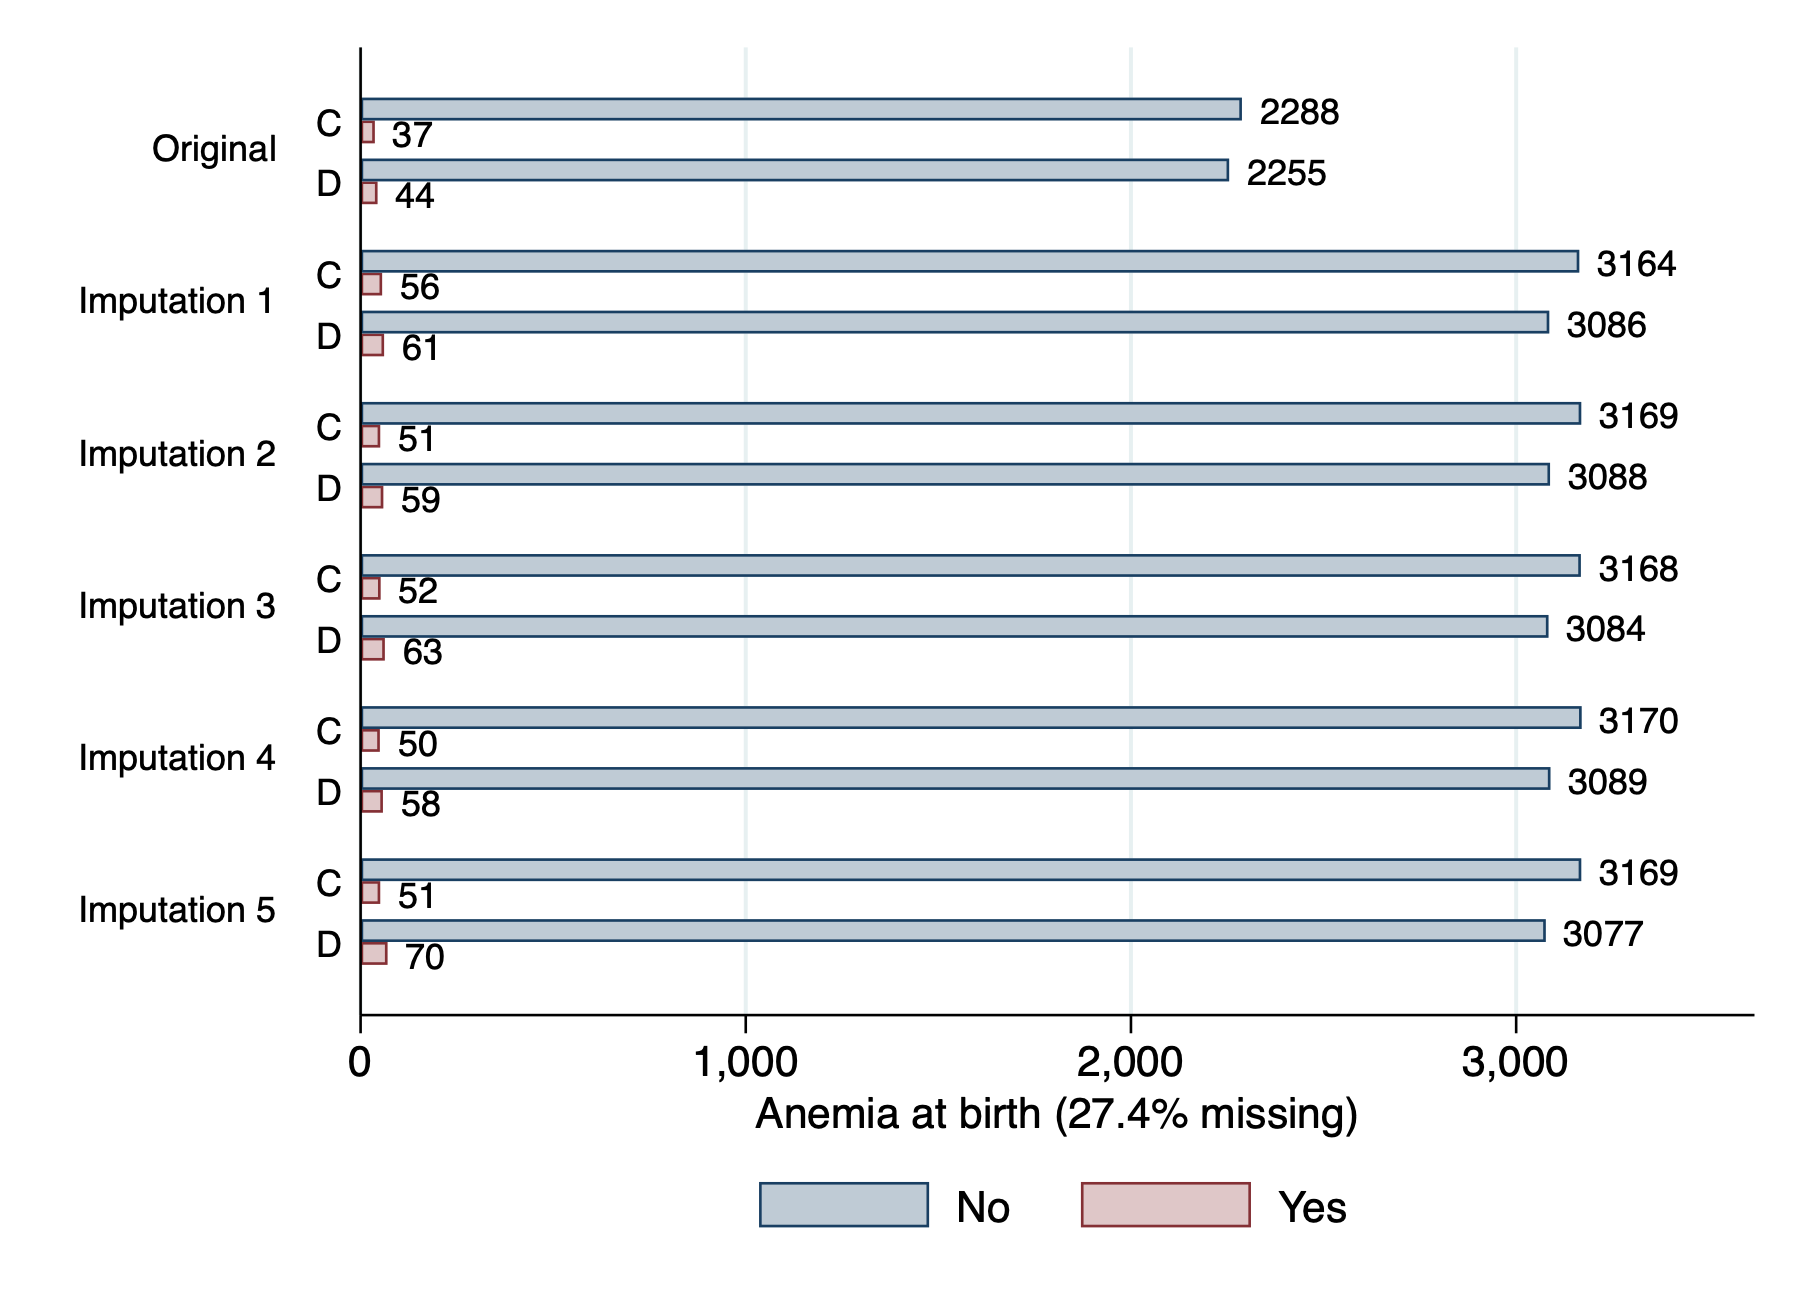 Original
C
2288
37
D
2255
44
Imputation 1
C
3164
56
D
3086
61
Imputation 2
C
3169
51
D
3088
59
Imputation 3
C
3168
52
D
3084
63
Imputation 4
C
3170
50
D
3089
58
Imputation 5
C
3169
51
D
3077
70
0 1,000 2,000 3,000
Anemia at birth (27.4% missing)
No Yes